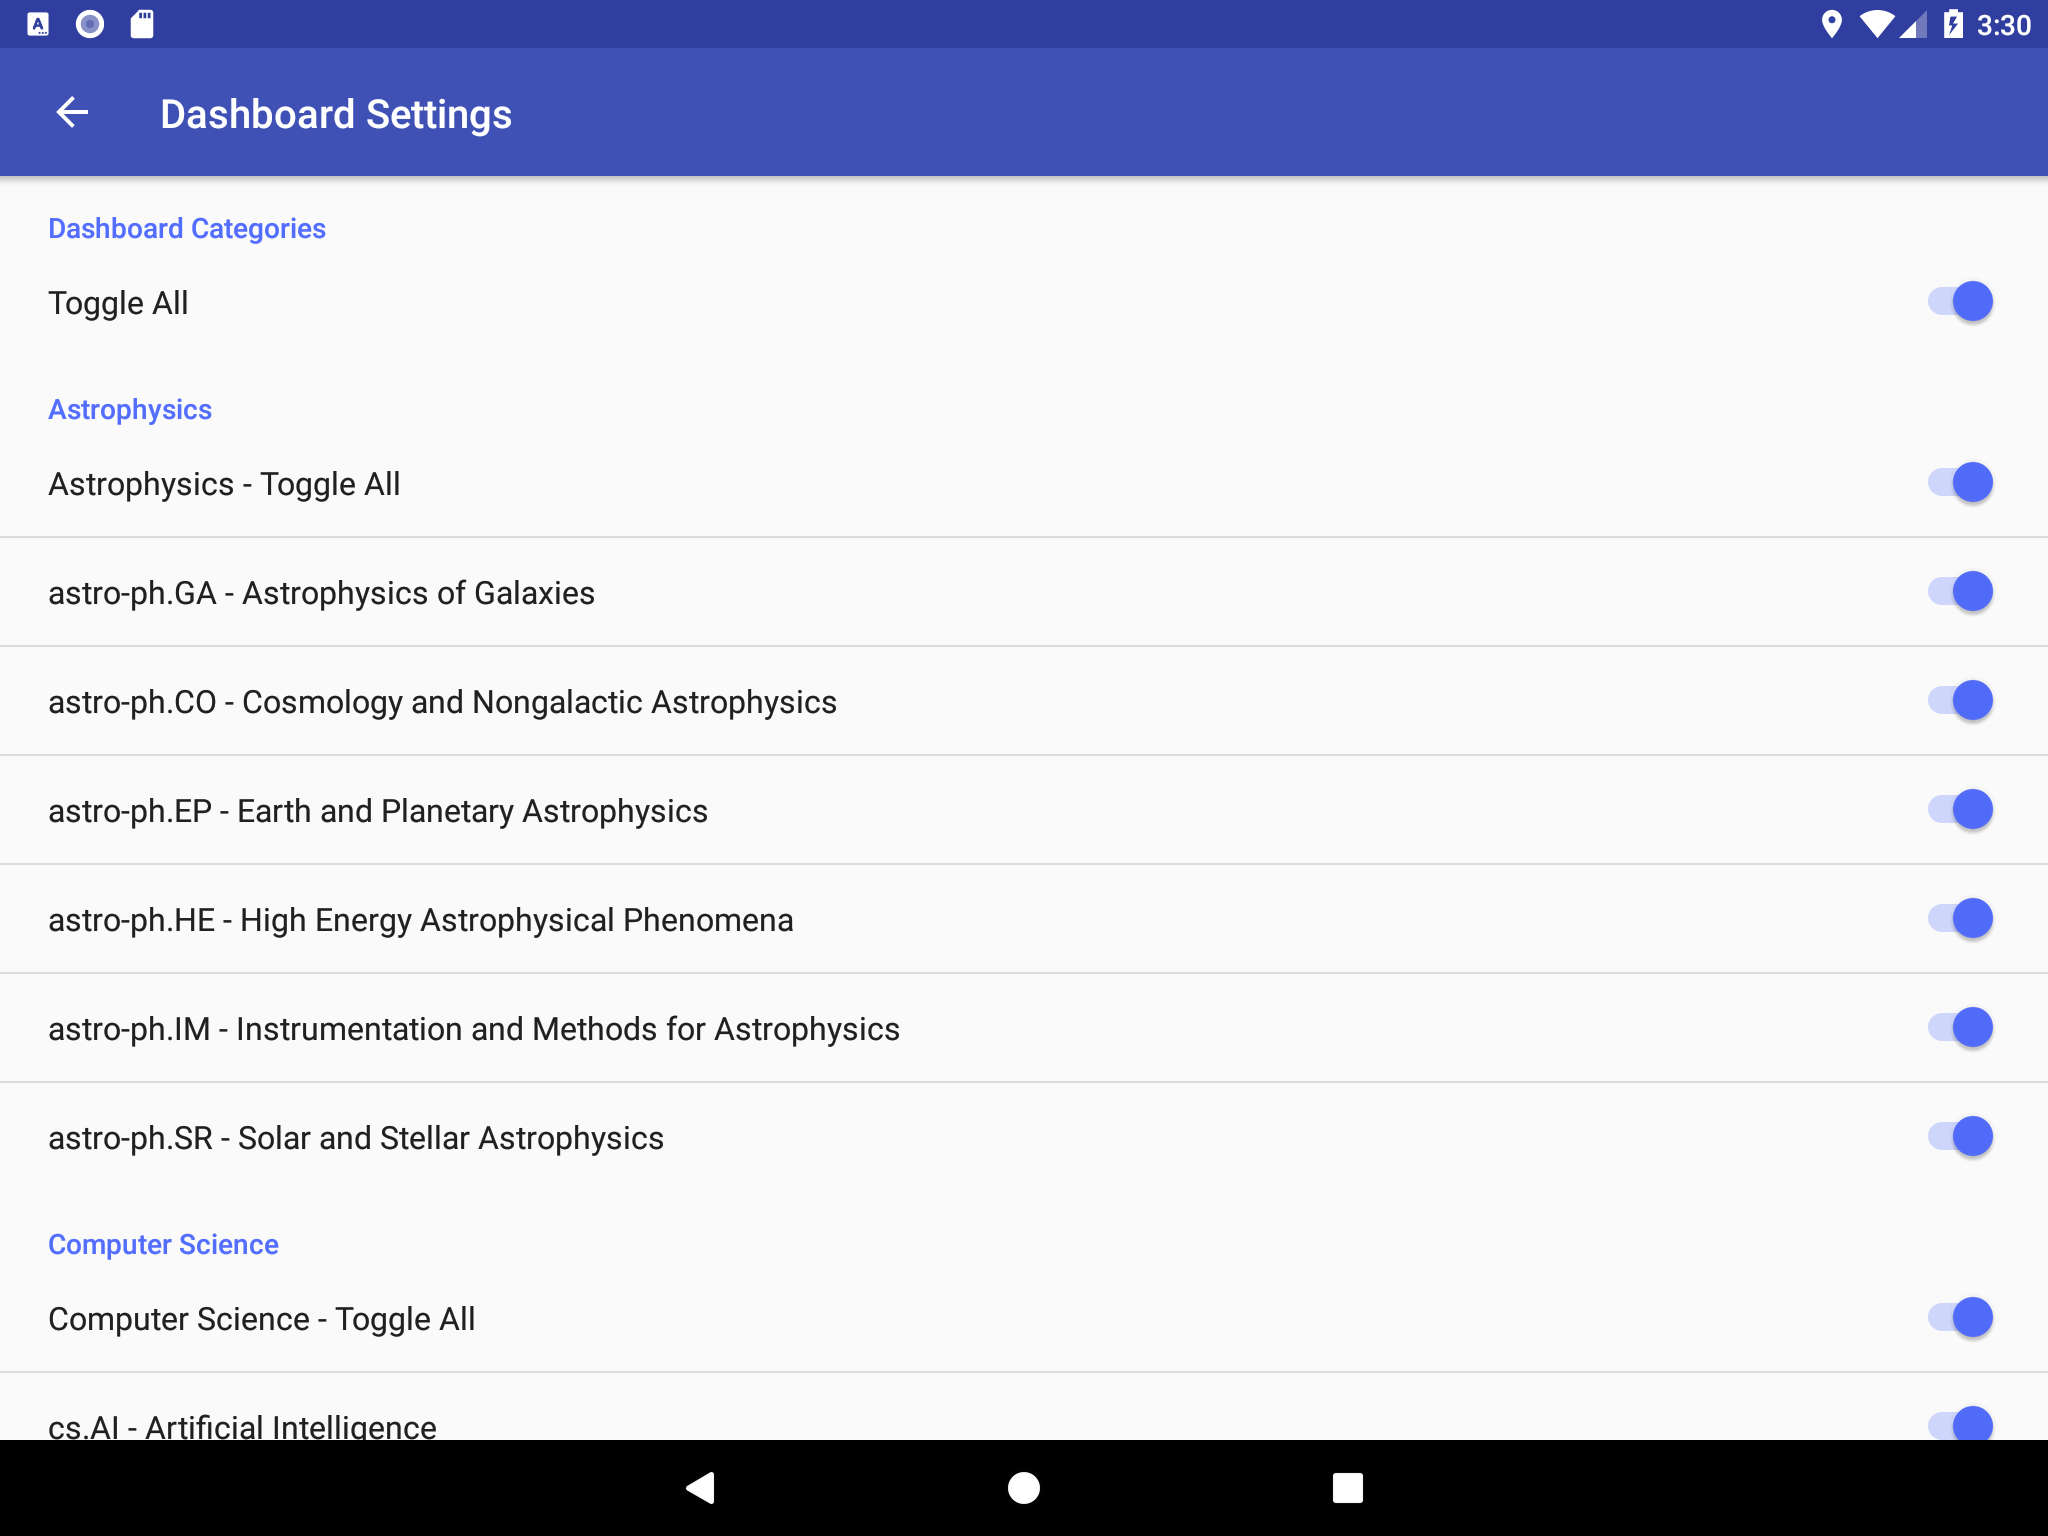 3:30
Dashboard Settings
Dashboard Categories
Toggle All
Astrophysics
Astrophysics - Toggle All
astro-ph.GA - Astrophysics of Galaxies
astro-ph.CO - Cosmology and Nongalactic Astrophysics
astro-ph.EP - Earth and Planetary Astrophysics
astro-ph.HE - High Energy Astrophysical Phenomena
astro-ph.IM - Instrumentation and Methods for Astrophysics
astro-ph.SR - Solar and Stellar Astrophysics
Computer Science
Computer Science - Toggle All
cs.AI - Artificial Intelligence